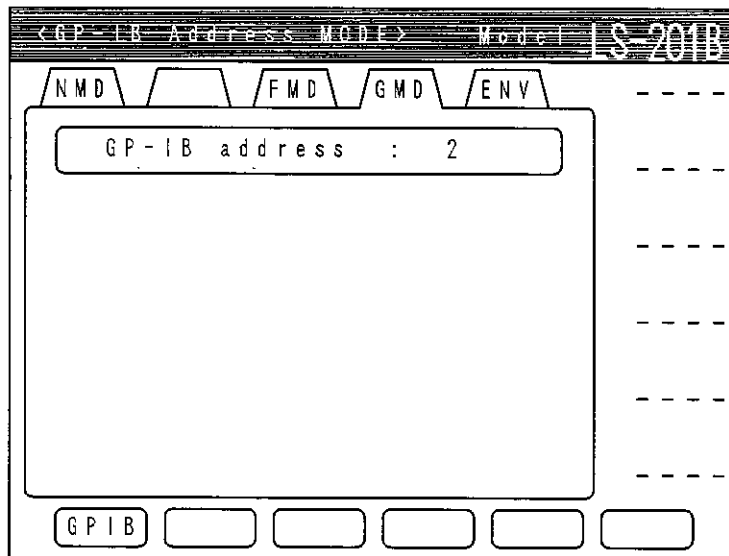 <GP-IB Address MODE> Model LS-201B
NMD FMD GMD ENV
GP-IB address : 2
GPIB